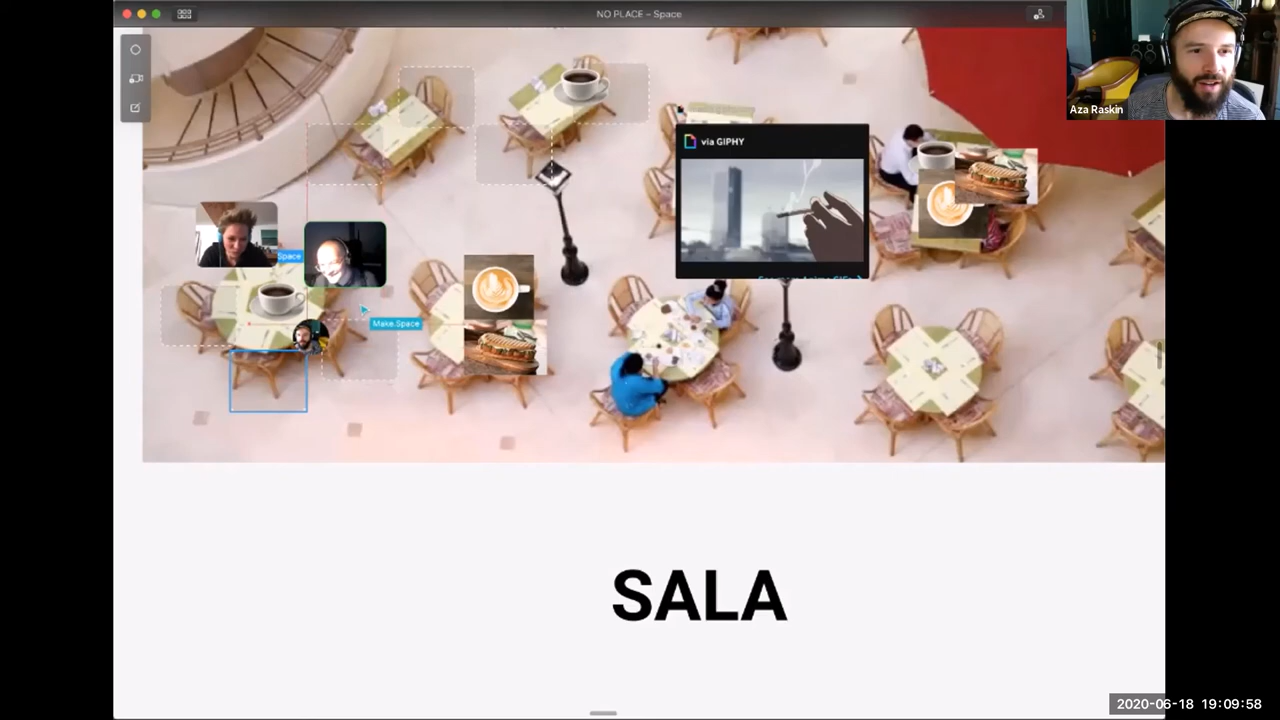 NO PLACE – Space
Aza Raskin
via GIPHY
Space
Make.Space
SALA
2020-06-18 19:09:58